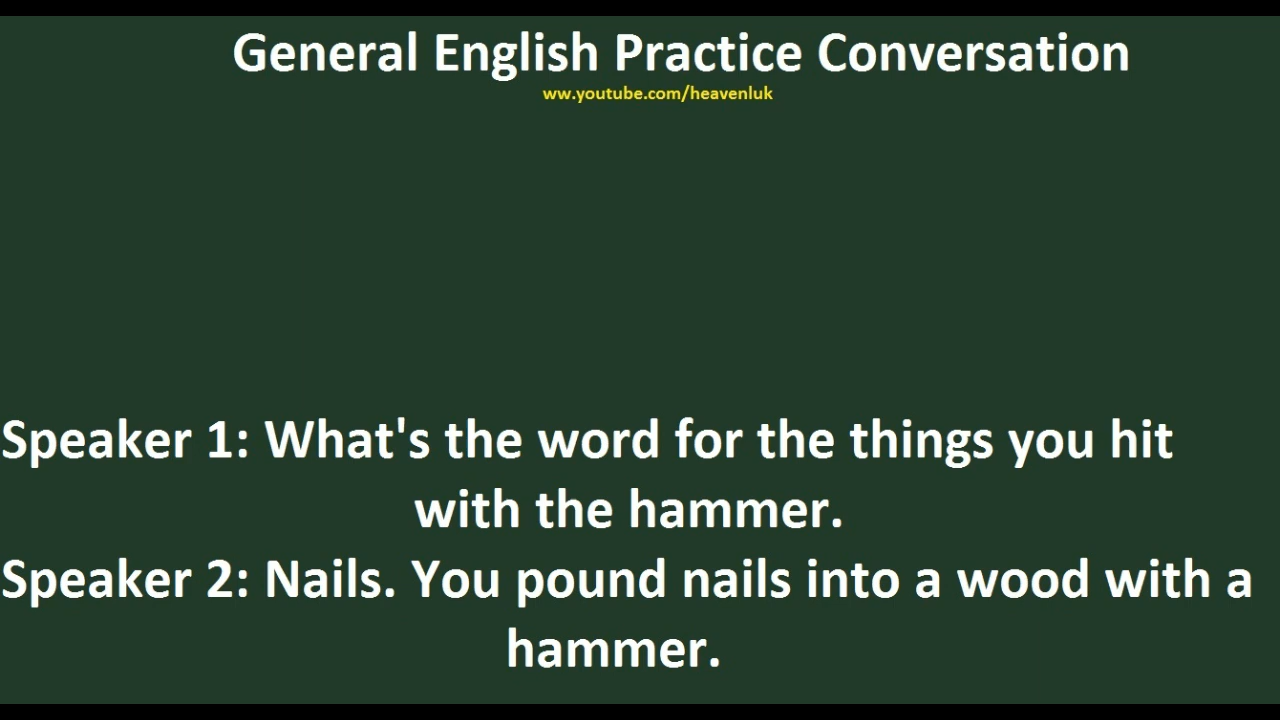 General English Practice Conversation
ww.youtube.com/heavenluk
Speaker 1: What's the word for the things you hit
with the hammer.
Speaker 2: Nails. You pound nails into a wood with a
hammer.